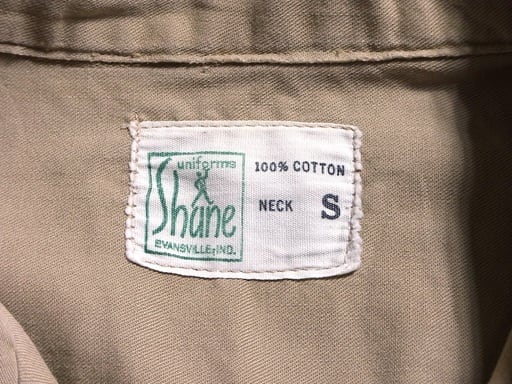 uniforms
Shane
EVANSVILLE, IND.
100% COTTON
NECK S